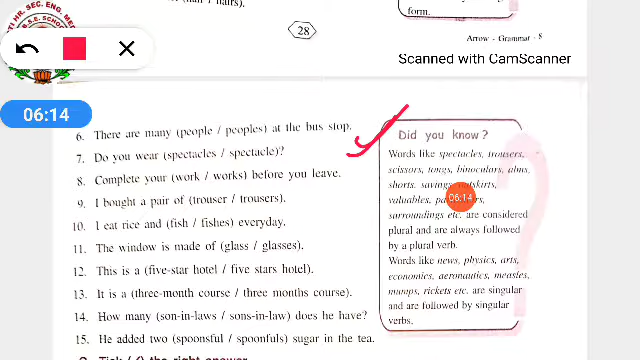 TI HR. SEC. ENG. MED
28
form.
Arrow - Grammar - 8
Scanned with CamScanner
06:14
6. There are many (people / peoples) at the bus stop.
7. Do you wear (spectacles / spectacle)?
8. Complete your (work / works) before you leave.
9. I bought a pair of (trouser / trousers).
10. I eat rice and (fish / fishes) everyday.
11. The window is made of (glass / glasses).
12. This is a (five-star hotel / five stars hotel).
13. It is a (three-month course / three months course).
14. How many (son-in-laws / sons-in-law) does he have?
15. He added two (spoonsful / spoonfuls) sugar in the tea.
Did you know?
Words like spectacles, trousers,
scissors, tongs, binoculars, alms,
shorts, savings,
valuables,
06:14
surroundings etc. are considered
plural and are always followed
by a plural verb.
Words like news, physics, arts,
economics, aeronautics, measles,
mumps, rickets etc. are singular
and are followed by singular
verbs.